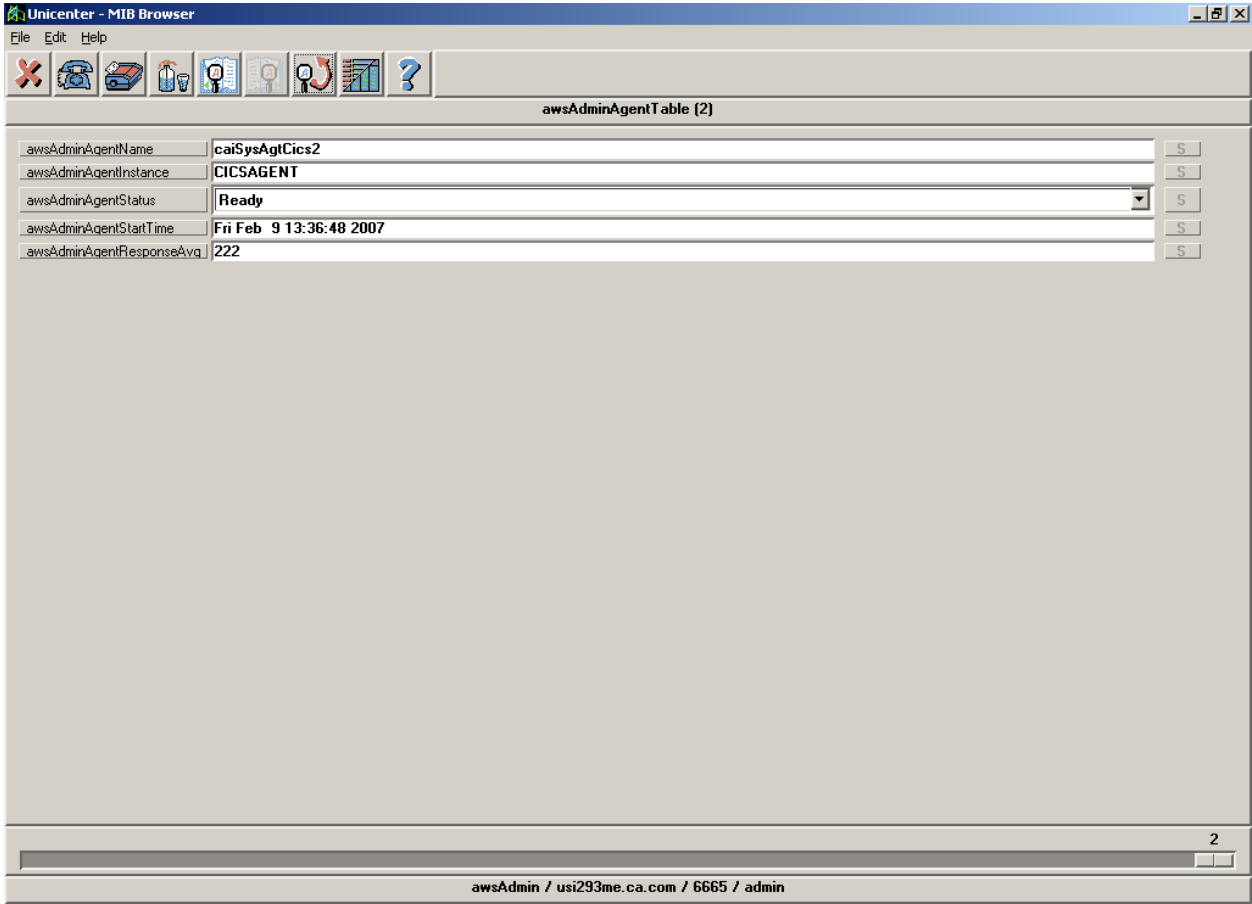 Unicenter - MIB Browser
File Edit Help
awsAdminAgentTable (2)
awsAdminAgentName caiSysAgtCics2 S
awsAdminAgentInstance CICSAGENT S
awsAdminAgentStatus Ready S
awsAdminAgentStartTime Fri Feb  9 13:36:48 2007 S
awsAdminAgentResponseAvg 222 S
2
awsAdmin / usi293me.ca.com / 6665 / admin